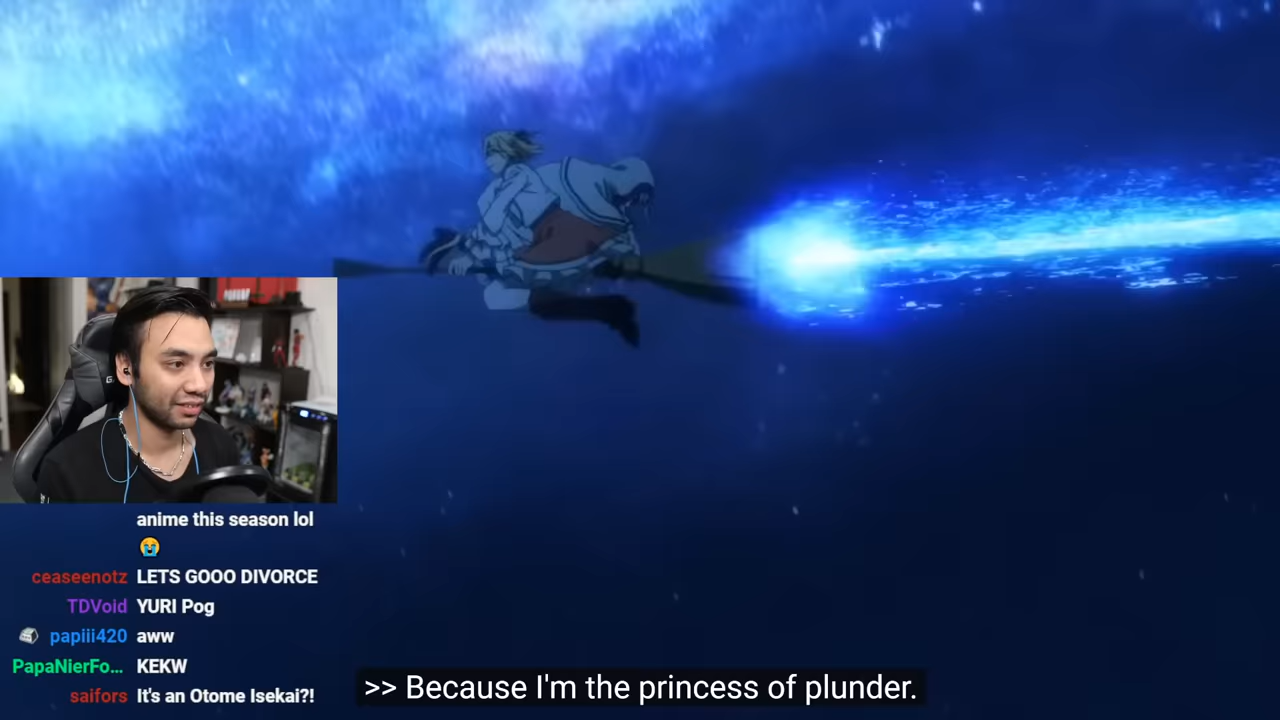 anime this season lol
😭
ceaseenotz LETS GOOO DIVORCE
TDVoid YURI Pog
papiii420 aww
PapaNierFo... KEKW
saifors It's an Otome Isekai?!
>> Because I'm the princess of plunder.